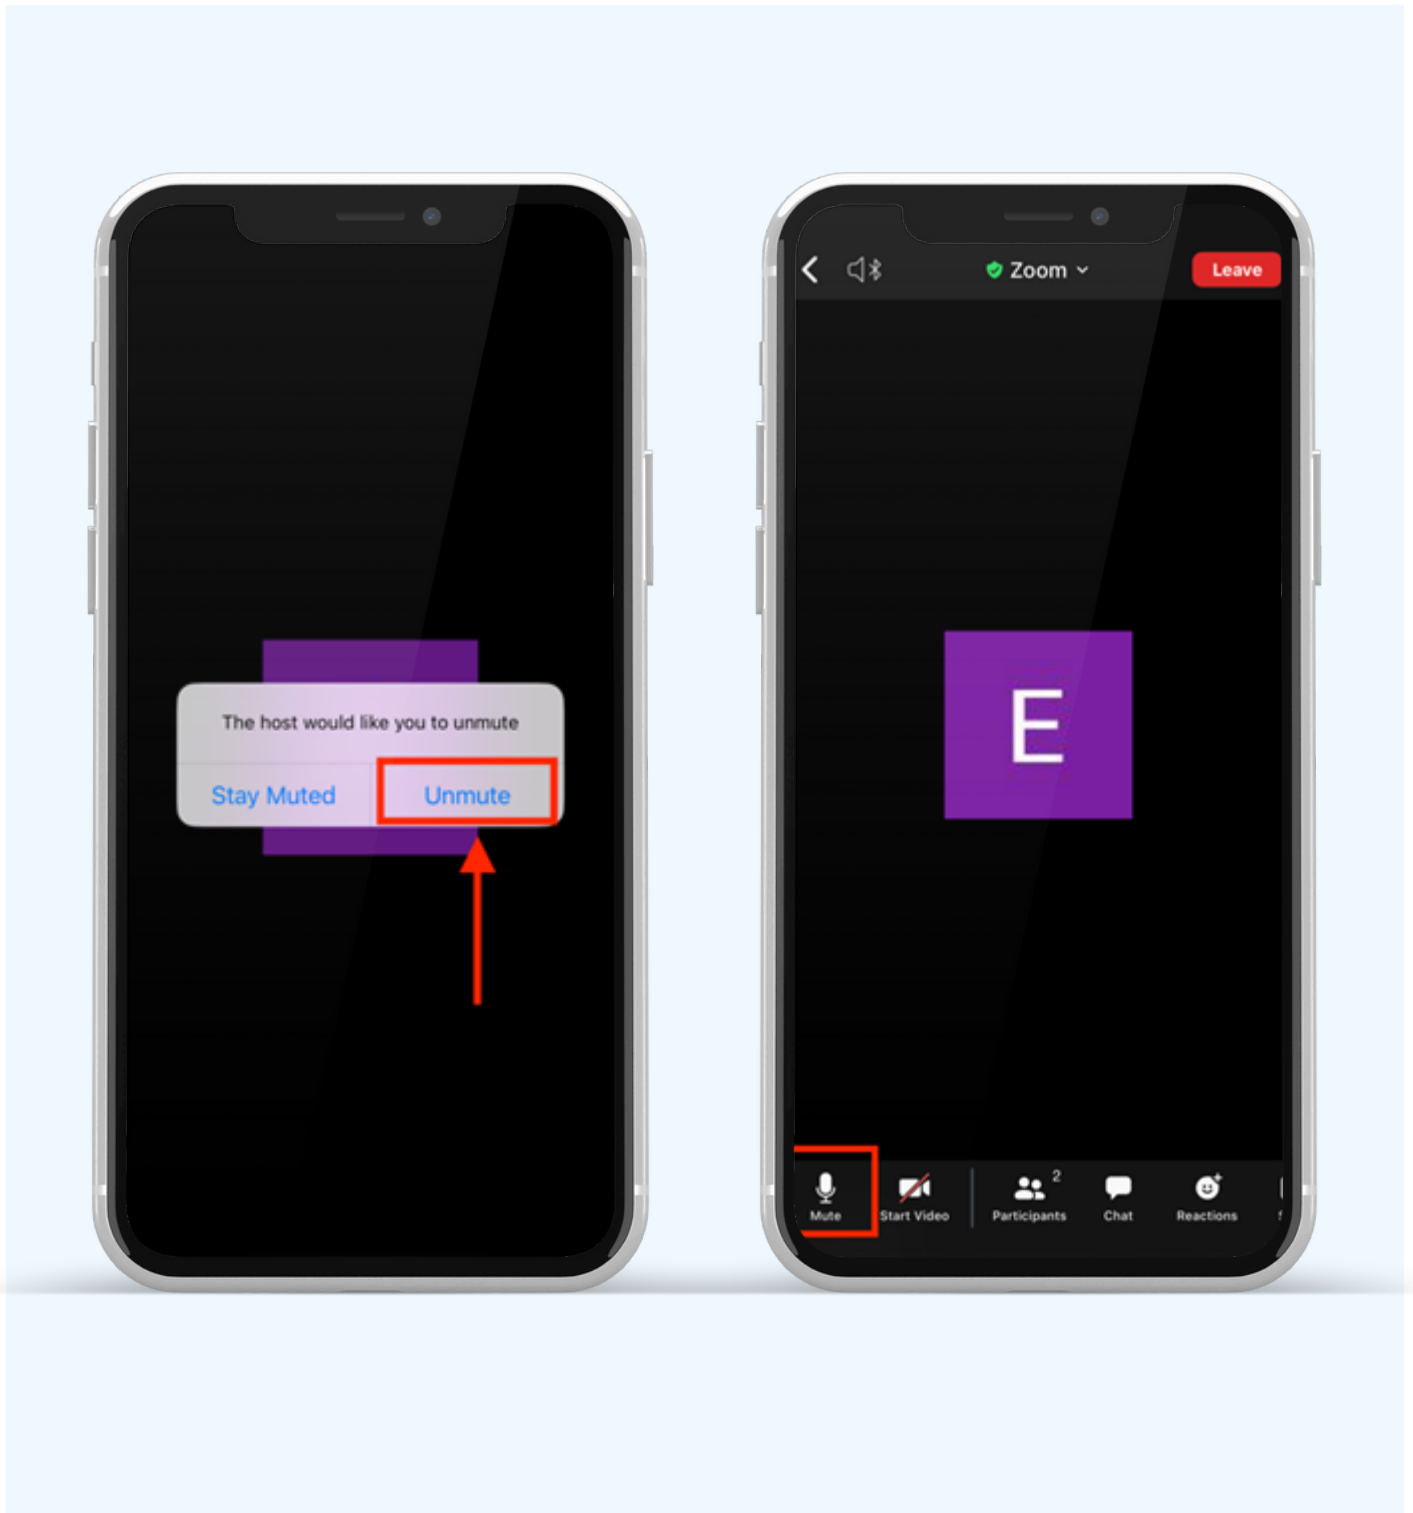 The host would like you to unmute
Stay Muted Unmute
Zoom Leave
E
2
Mute Start Video Participants Chat Reactions